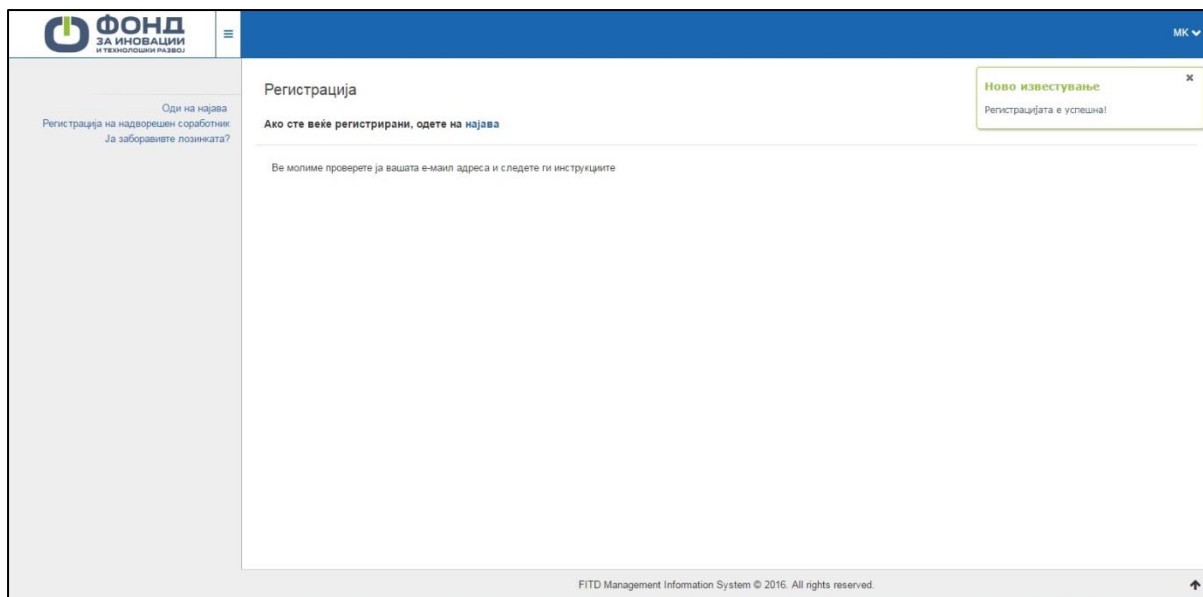 ФОНД
ЗА ИНОВАЦИИ
И ТЕХНОЛОШКИ РАЗВОЈ
MK
Оди на најава
Регистрација на надворешен соработник
Ја заборавивте лозинката?
Регистрација
Ако сте веќе регистрирани, одете на најава
Ве молиме проверете ја вашата е-маил адреса и следете ги инструкциите
Ново известување
Регистрацијата е успешна!
FITD Management Information System © 2016. All rights reserved.